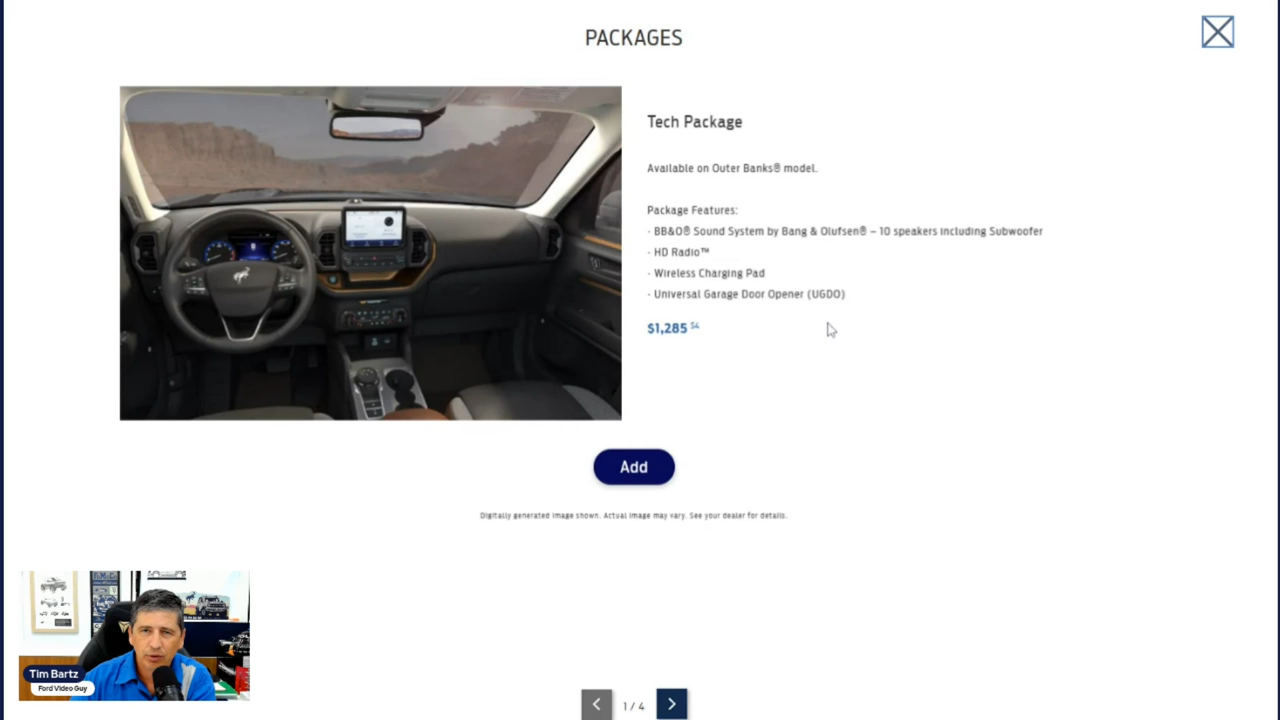 PACKAGES
Tech Package
Available on Outer Banks® model.
Package Features:
· BB&O® Sound System by Bang & Olufsen® – 10 speakers including Subwoofer
· HD Radio™
· Wireless Charging Pad
· Universal Garage Door Opener (UGDO)
$1,285 54
Add
Digitally generated image shown. Actual image may vary. See your dealer for details.
Tim Bartz
Ford Video Guy
1 / 4